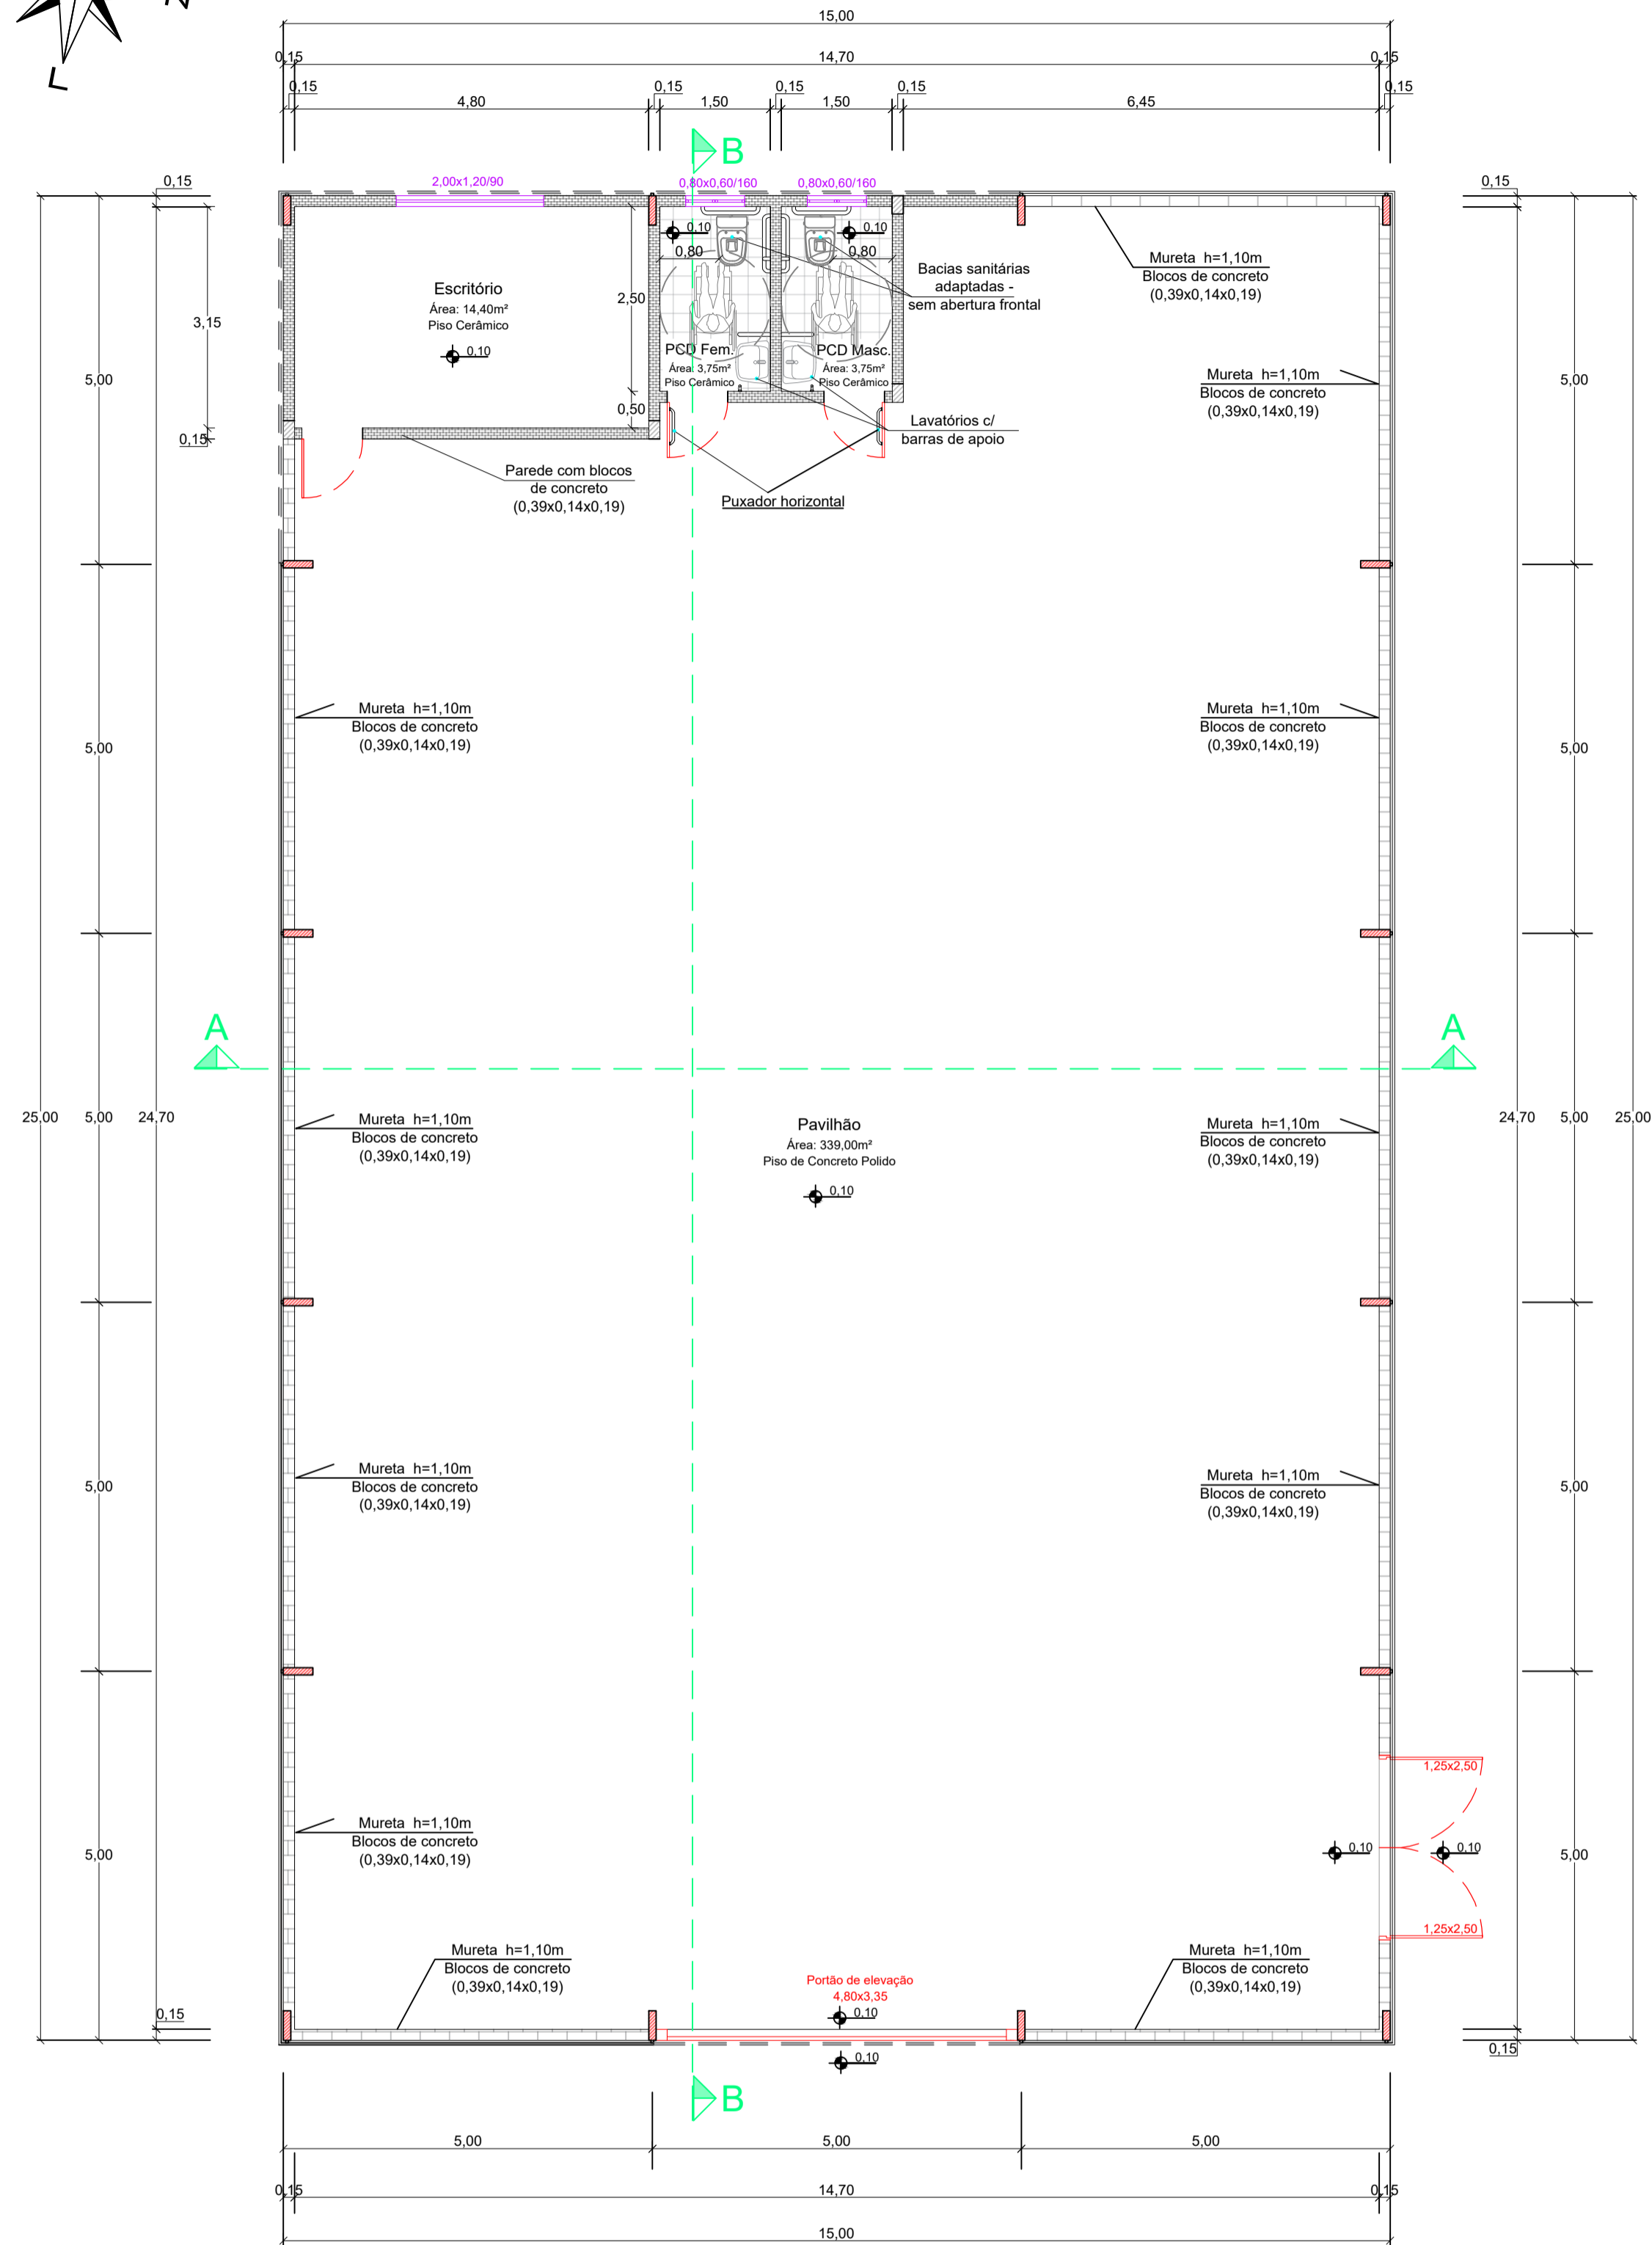 L
15,00
0,15
14,70
0,15
0,15
4,80
0,15
1,50
0,15
1,50
0,15
6,45
0,15
B
0,15
2,00x1,20/90
0,80x0,60/160
0,80x0,60/160
0,15
0,10
0,10
0,80
0,80
Escritório
Área: 14,40m²
Piso Cerâmico
0,10
2,50
3,15
5,00
0,50
0,15
PCD Fem.
Área: 3,75m²
Piso Cerâmico
PCD Masc.
Área: 3,75m²
Piso Cerâmico
Bacias sanitárias
adaptadas -
sem abertura frontal
Lavatórios c/
barras de apoio
Parede com blocos
de concreto
(0,39x0,14x0,19)
Puxador horizontal
Mureta h=1,10m
Blocos de concreto
(0,39x0,14x0,19)
Mureta h=1,10m
Blocos de concreto
(0,39x0,14x0,19)
5,00
Mureta h=1,10m
Blocos de concreto
(0,39x0,14x0,19)
Mureta h=1,10m
Blocos de concreto
(0,39x0,14x0,19)
5,00
5,00
A
A
25,00
5,00
24,70
24,70
5,00
25,00
Mureta h=1,10m
Blocos de concreto
(0,39x0,14x0,19)
Pavilhão
Área: 339,00m²
Piso de Concreto Polido
0,10
Mureta h=1,10m
Blocos de concreto
(0,39x0,14x0,19)
Mureta h=1,10m
Blocos de concreto
(0,39x0,14x0,19)
Mureta h=1,10m
Blocos de concreto
(0,39x0,14x0,19)
5,00
5,00
1,25x2,50
Mureta h=1,10m
Blocos de concreto
(0,39x0,14x0,19)
5,00
0,10
0,10
5,00
1,25x2,50
Mureta h=1,10m
Blocos de concreto
(0,39x0,14x0,19)
Portão de elevação
4,80x3,35
0,10
0,10
Mureta h=1,10m
Blocos de concreto
(0,39x0,14x0,19)
0,15
0,15
B
5,00
5,00
5,00
0,15
14,70
0,15
15,00